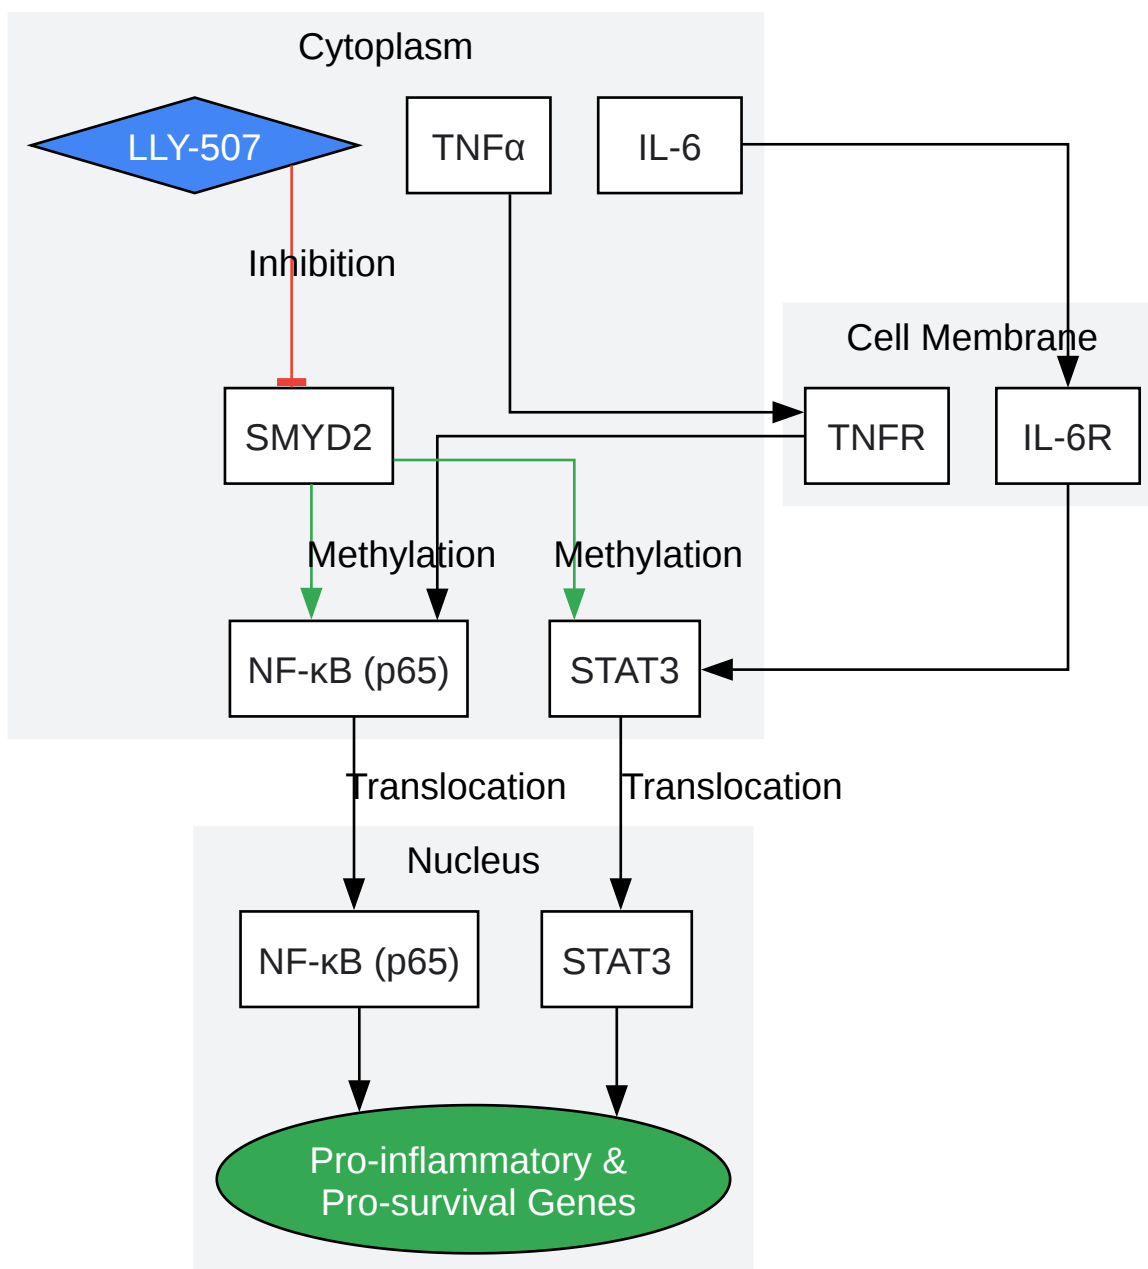 Cytoplasm
LLY-507
TNFα
IL-6
Inhibition
Cell Membrane
SMYD2
TNFR
IL-6R
Methylation
Methylation
NF-κB (p65)
STAT3
Translocation
Translocation
Nucleus
NF-κB (p65)
STAT3
Pro-inflammatory &
Pro-survival Genes